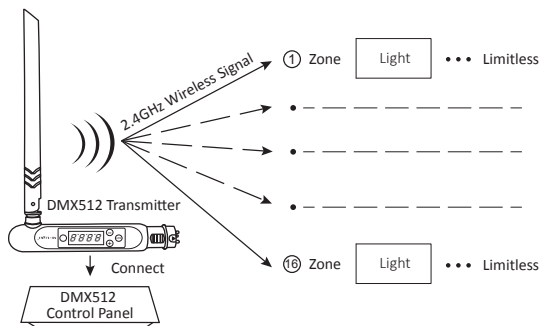 2.4GHz Wireless Signal
① Zone Light ••• Limitless
DMX512 Transmitter
8888
Connect
⑯ Zone Light ••• Limitless
DMX512
Control Panel